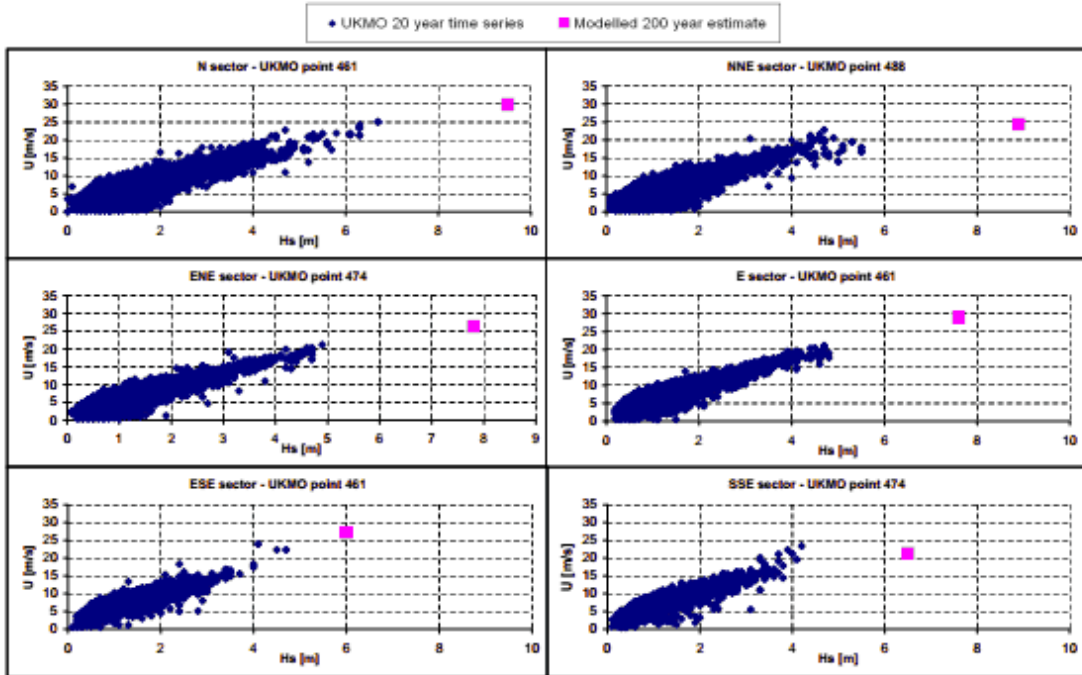 UKMO 20 year time series Modelled 200 year estimate
N sector - UKMO point 461
35
30
25
20
15
10
5
0
U [m/s]
0 2 4 6 8 10
Hs [m]
NNE sector - UKMO point 488
35
30
25
20
15
10
5
0
U [m/s]
0 2 4 6 8 10
Hs [m]
ENE sector - UKMO point 474
35
30
25
20
15
10
5
0
U [m/s]
0 1 2 3 4 5 6 7 8 9
Hs [m]
E sector - UKMO point 461
35
30
25
20
15
10
5
0
U [m/s]
0 2 4 6 8 10
Hs [m]
ESE sector - UKMO point 461
35
30
25
20
15
10
5
0
U [m/s]
0 2 4 6 8 10
Hs [m]
SSE sector - UKMO point 474
35
30
25
20
15
10
5
0
U [m/s]
0 2 4 6 8 10
Hs [m]